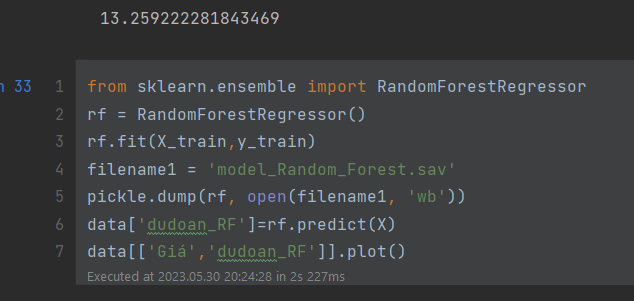 13.259222281843469
n 33
1 from sklearn.ensemble import RandomForestRegressor
2 rf = RandomForestRegressor()
3 rf.fit(X_train,y_train)
4 filename1 = 'model_Random_Forest.sav'
5 pickle.dump(rf, open(filename1, 'wb'))
6 data['dudoan_RF']=rf.predict(X)
7 data[['Giá','dudoan_RF']].plot()
Executed at 2023.05.30 20:24:28 in 2s 227ms